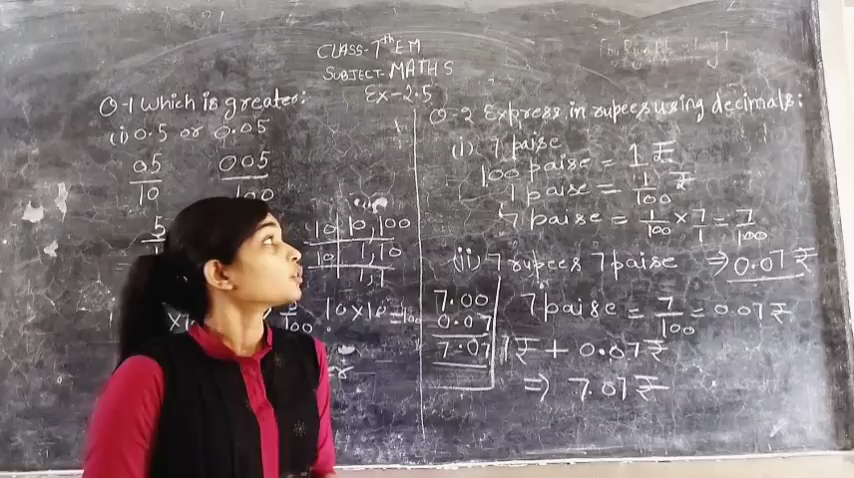 CLASS-7th EM
SUBJECT-MATHS
EX-2.5
Q-1 Which is greater:
(i) 0.5 or 0.05
05 005
10 100
5
10 10,100
10 1,10
1,1
10x10=100
100
Q-2 Express in rupees using decimals:
(i) 7 paise
100 paise = 1 ₹
1 paise = 1/100 ₹
7 paise = 1/100 × 7/1 = 7/100
⇒ 0.07 ₹
(ii) 7 rupees 7 paise
7 paise = 7/100 = 0.07 ₹
7.00
0.07
7.07
7₹ + 0.07 ₹
⇒ 7.07 ₹